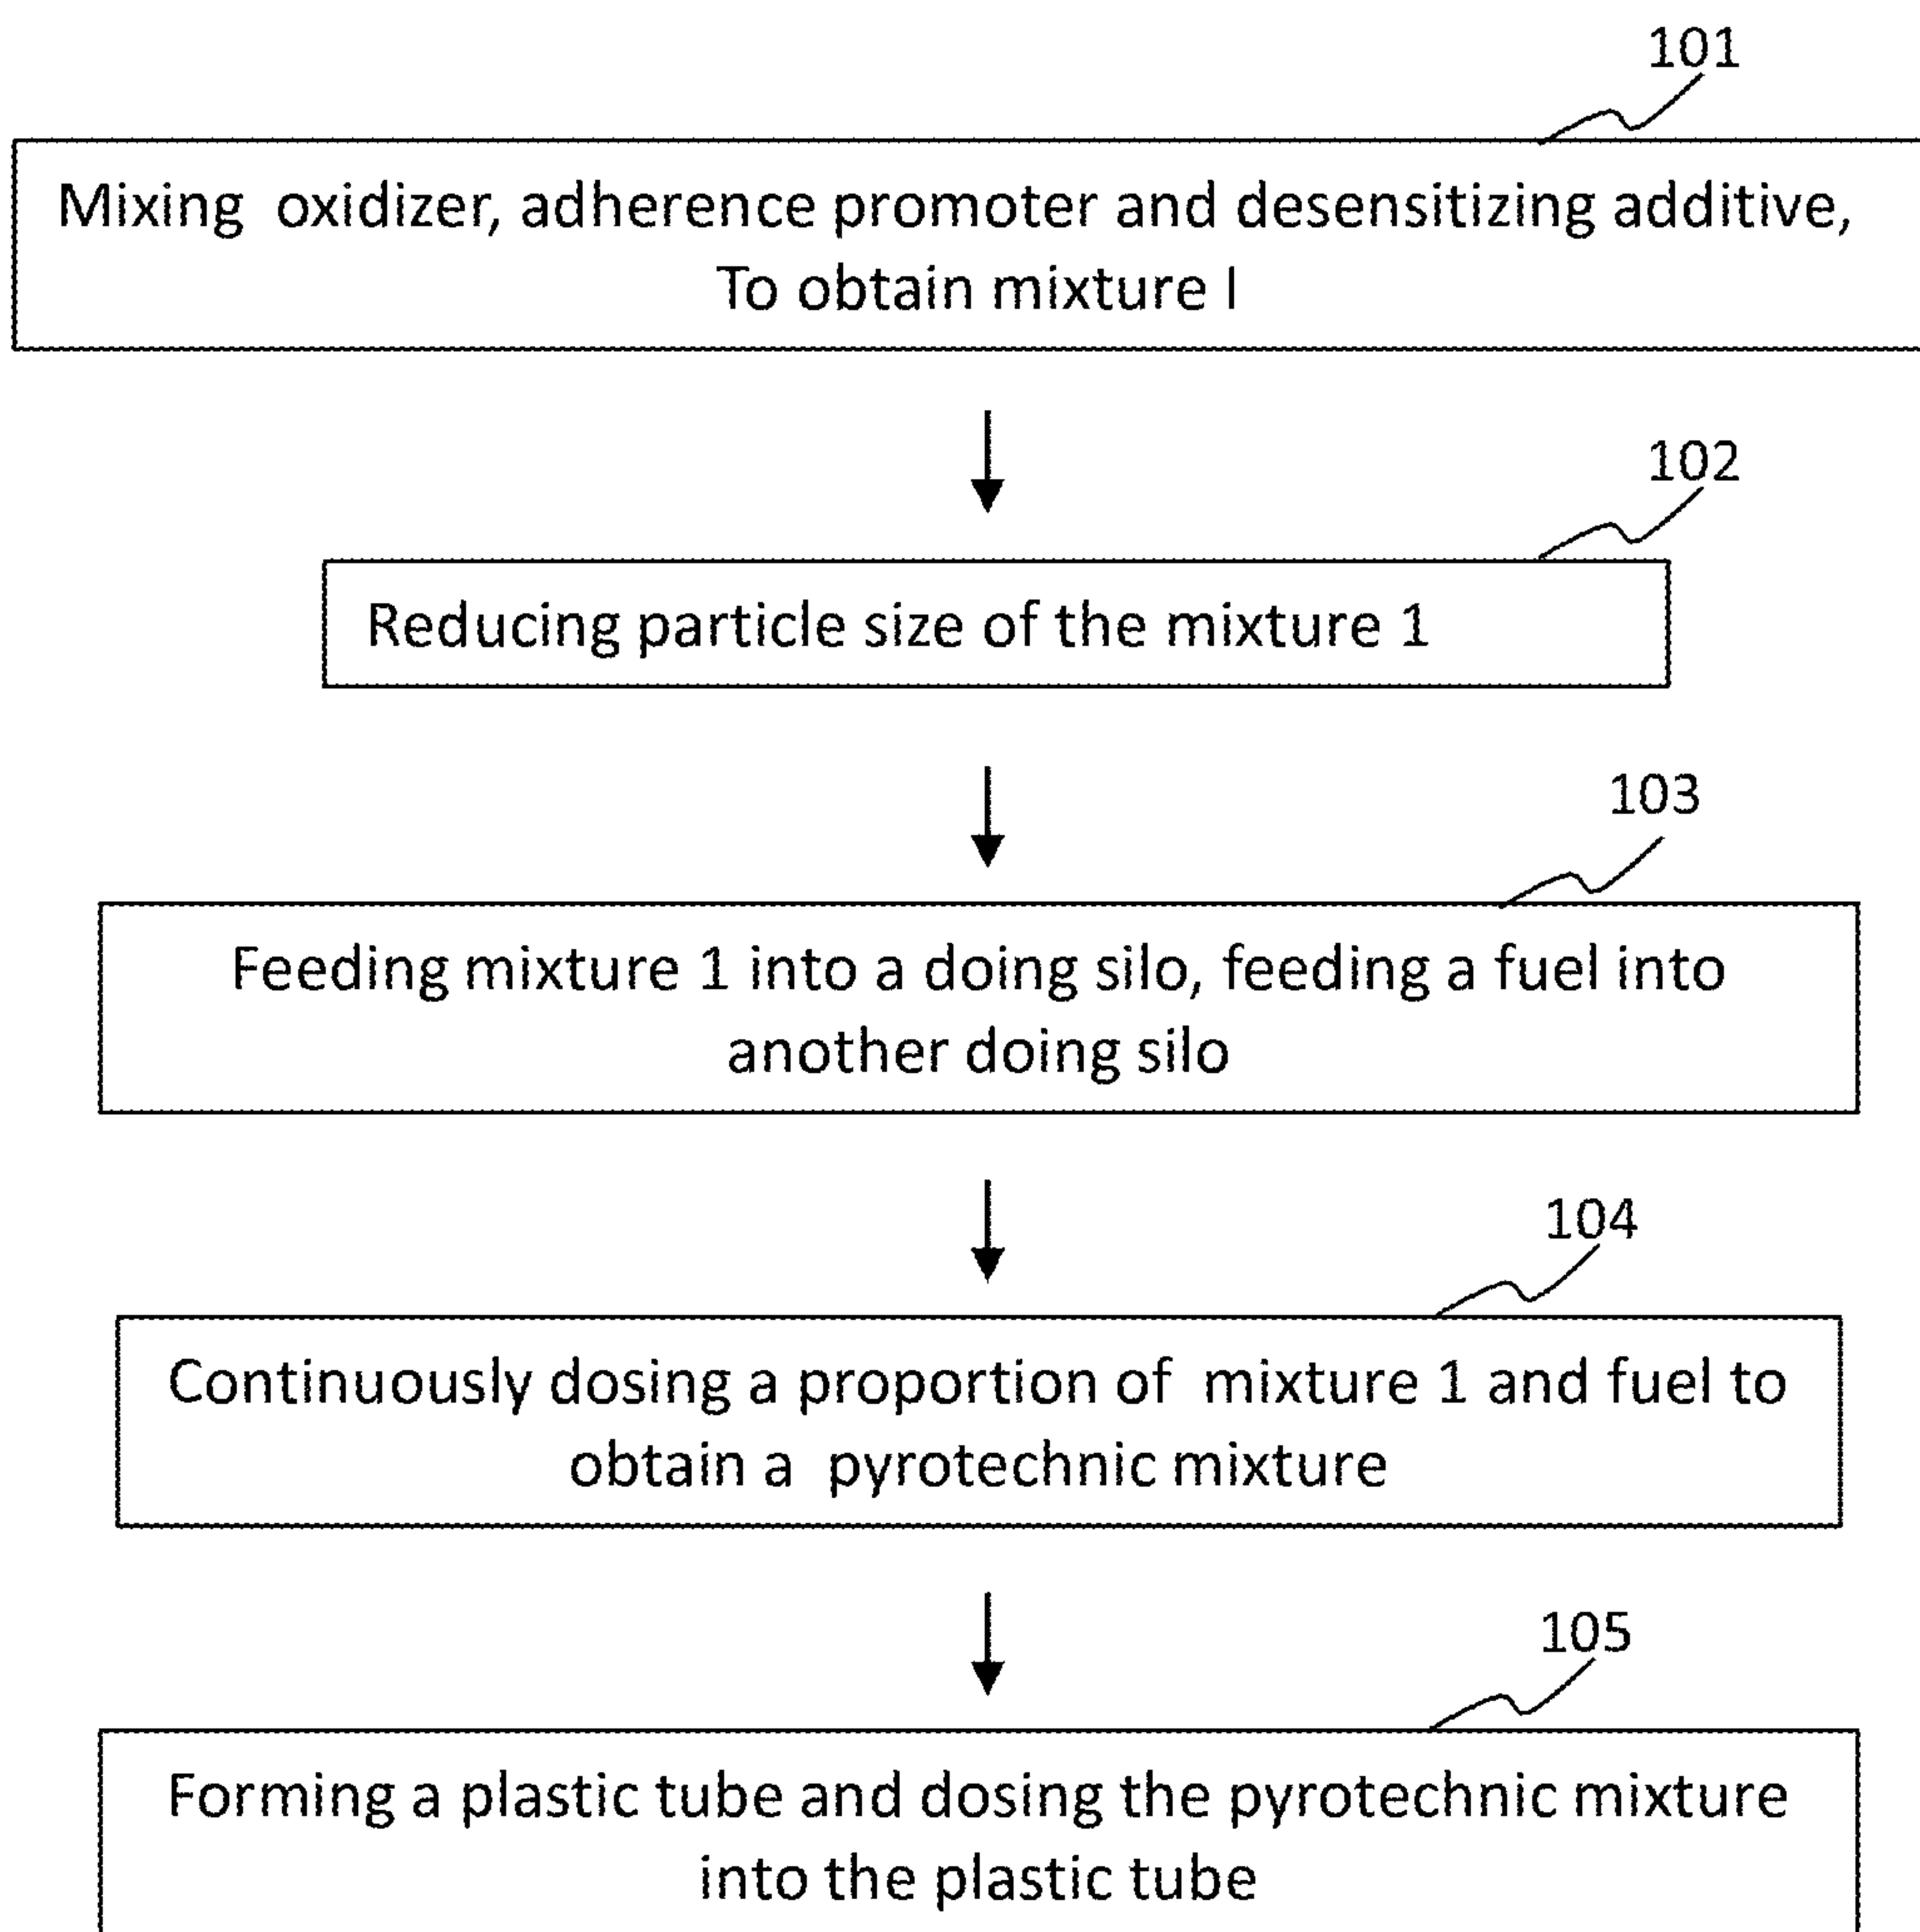 101
Mixing oxidizer, adherence promoter and desensitizing additive,
To obtain mixture I
102
Reducing particle size of the mixture 1
103
Feeding mixture 1 into a doing silo, feeding a fuel into
another doing silo
104
Continuously dosing a proportion of mixture 1 and fuel to
obtain a pyrotechnic mixture
105
Forming a plastic tube and dosing the pyrotechnic mixture
into the plastic tube